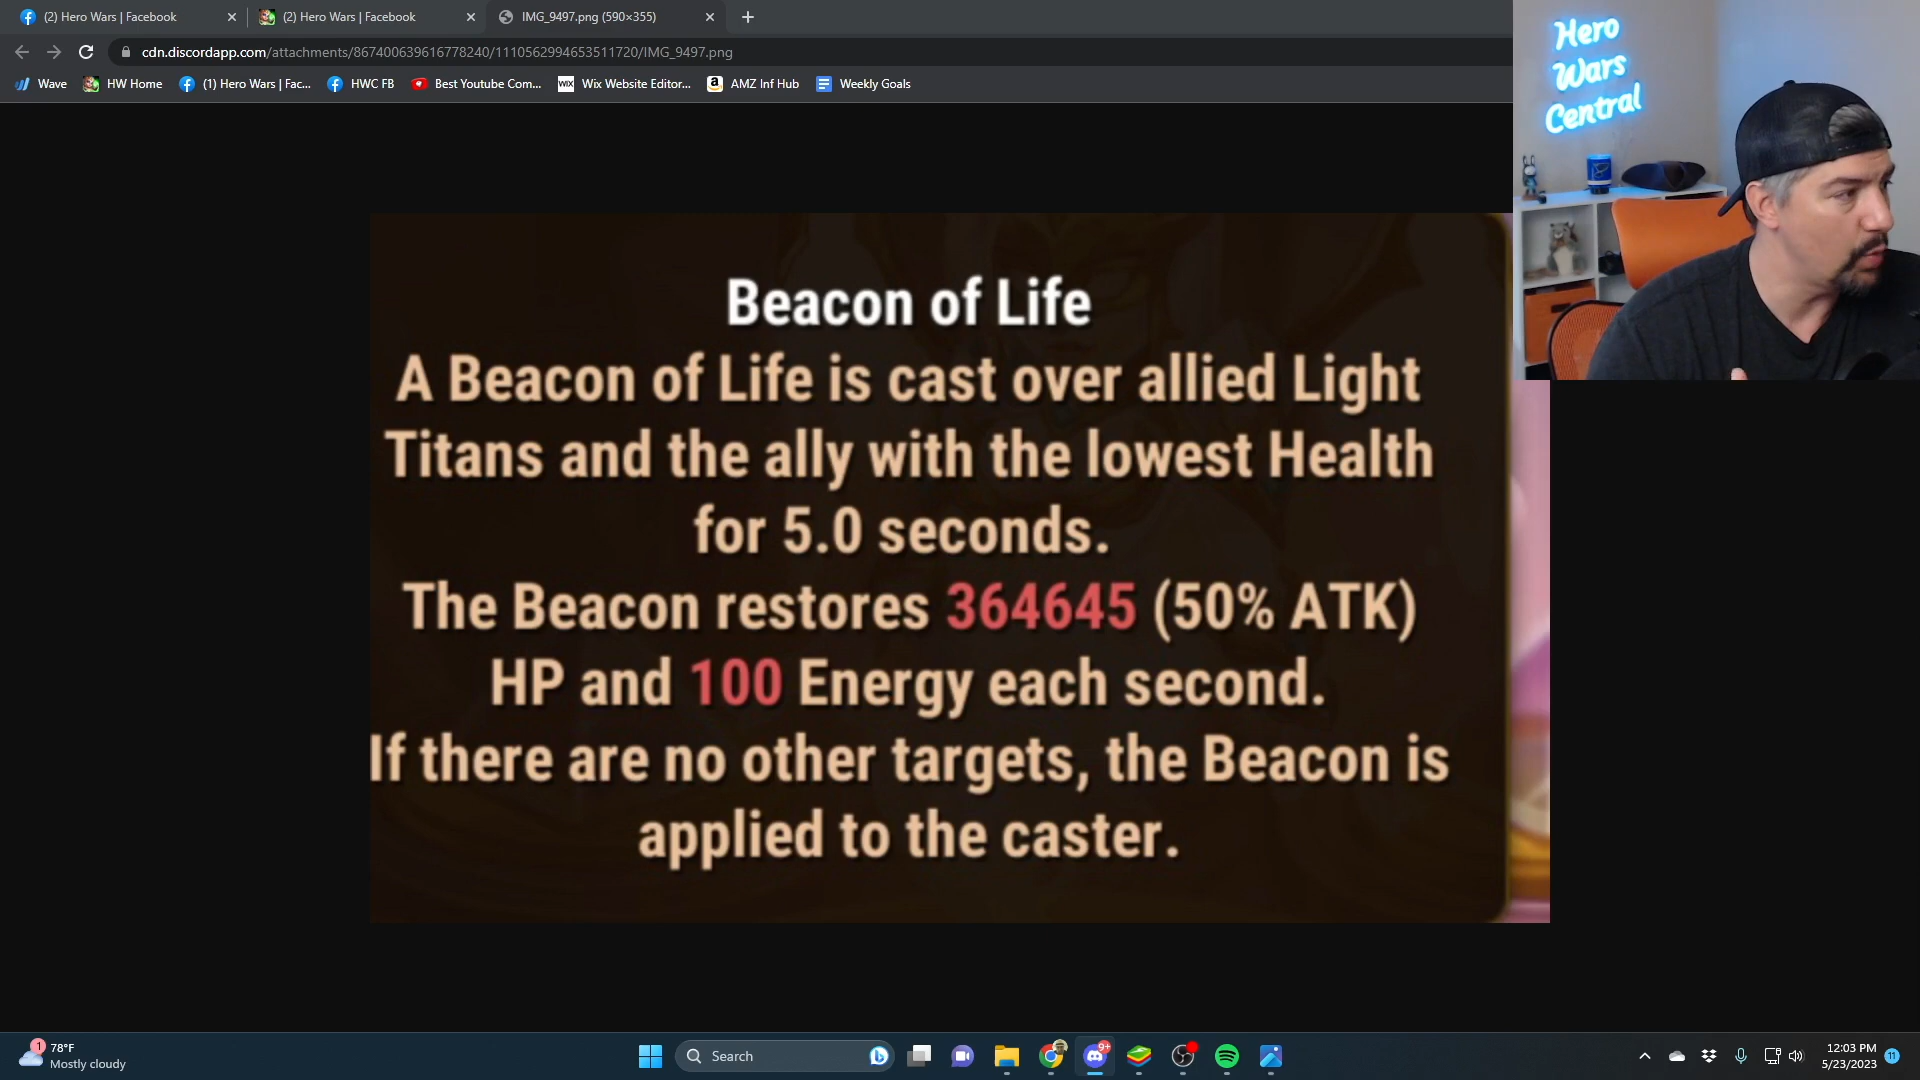 (2) Hero Wars | Facebook
(2) Hero Wars | Facebook
IMG_9497.png (590×355)
cdn.discordapp.com/attachments/867400639616778240/1110562994653511720/IMG_9497.png
Wave
HW Home
(1) Hero Wars | Fac...
HWC FB
Best Youtube Com...
WIX
Wix Website Editor...
a
AMZ Inf Hub
Weekly Goals
Hero
Wars
Central
Beacon of Life
A Beacon of Life is cast over allied Light
Titans and the ally with the lowest Health
for 5.0 seconds.
The Beacon restores 364645 (50% ATK)
HP and 100 Energy each second.
If there are no other targets, the Beacon is
applied to the caster.
1
78°F
Mostly cloudy
Search
9+
12:03 PM
5/23/2023
11